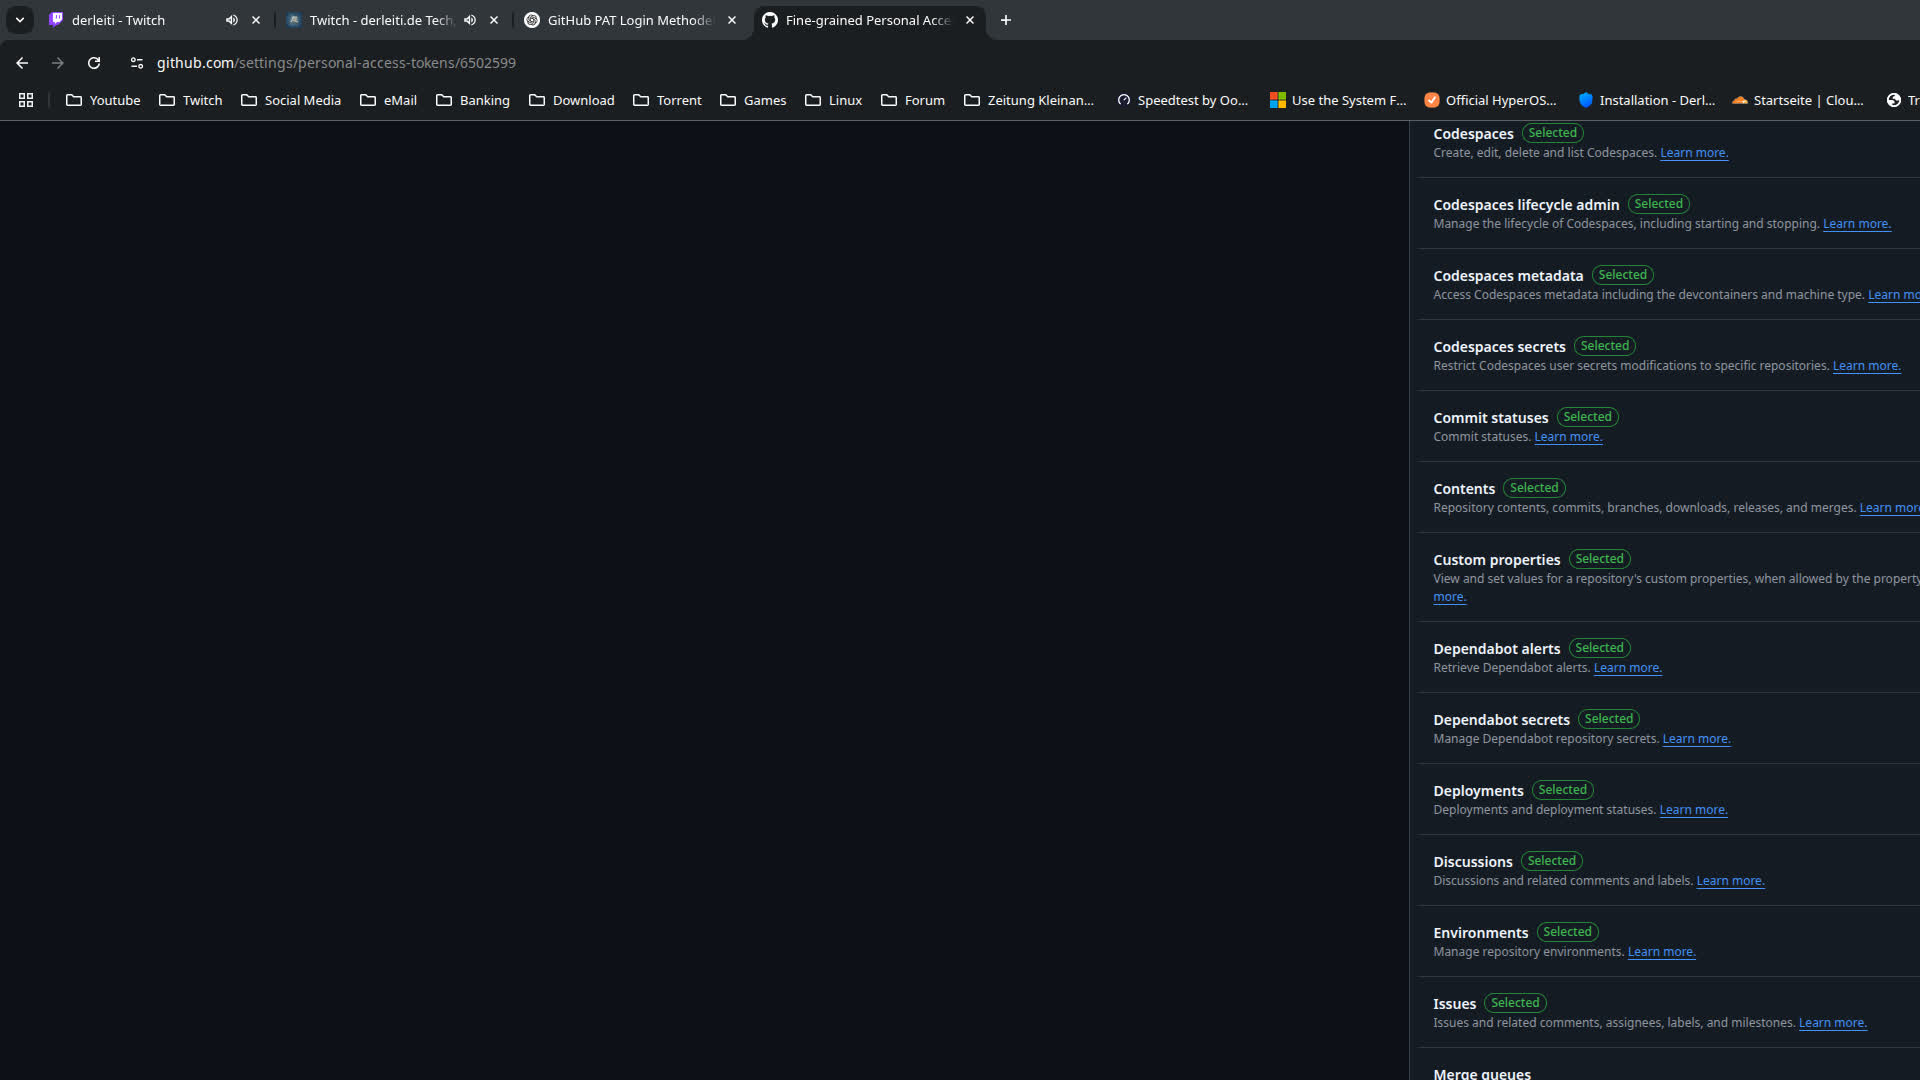 derleiti - Twitch
Twitch - derleiti.de Tech
GitHub PAT Login Methode
Fine-grained Personal Acce
github.com/settings/personal-access-tokens/6502599
Youtube
Twitch
Social Media
eMail
Banking
Download
Torrent
Games
Linux
Forum
Zeitung Kleinan...
Speedtest by Oo...
Use the System F...
Official HyperOS...
Installation - Derl...
Startseite | Clou...
Tr
Codespaces Selected
Create, edit, delete and list Codespaces. Learn more.
Codespaces lifecycle admin Selected
Manage the lifecycle of Codespaces, including starting and stopping. Learn more.
Codespaces metadata Selected
Access Codespaces metadata including the devcontainers and machine type. Learn mo
Codespaces secrets Selected
Restrict Codespaces user secrets modifications to specific repositories. Learn more.
Commit statuses Selected
Commit statuses. Learn more.
Contents Selected
Repository contents, commits, branches, downloads, releases, and merges. Learn more
Custom properties Selected
View and set values for a repository's custom properties, when allowed by the property
more.
Dependabot alerts Selected
Retrieve Dependabot alerts. Learn more.
Dependabot secrets Selected
Manage Dependabot repository secrets. Learn more.
Deployments Selected
Deployments and deployment statuses. Learn more.
Discussions Selected
Discussions and related comments and labels. Learn more.
Environments Selected
Manage repository environments. Learn more.
Issues Selected
Issues and related comments, assignees, labels, and milestones. Learn more.
Merge queues